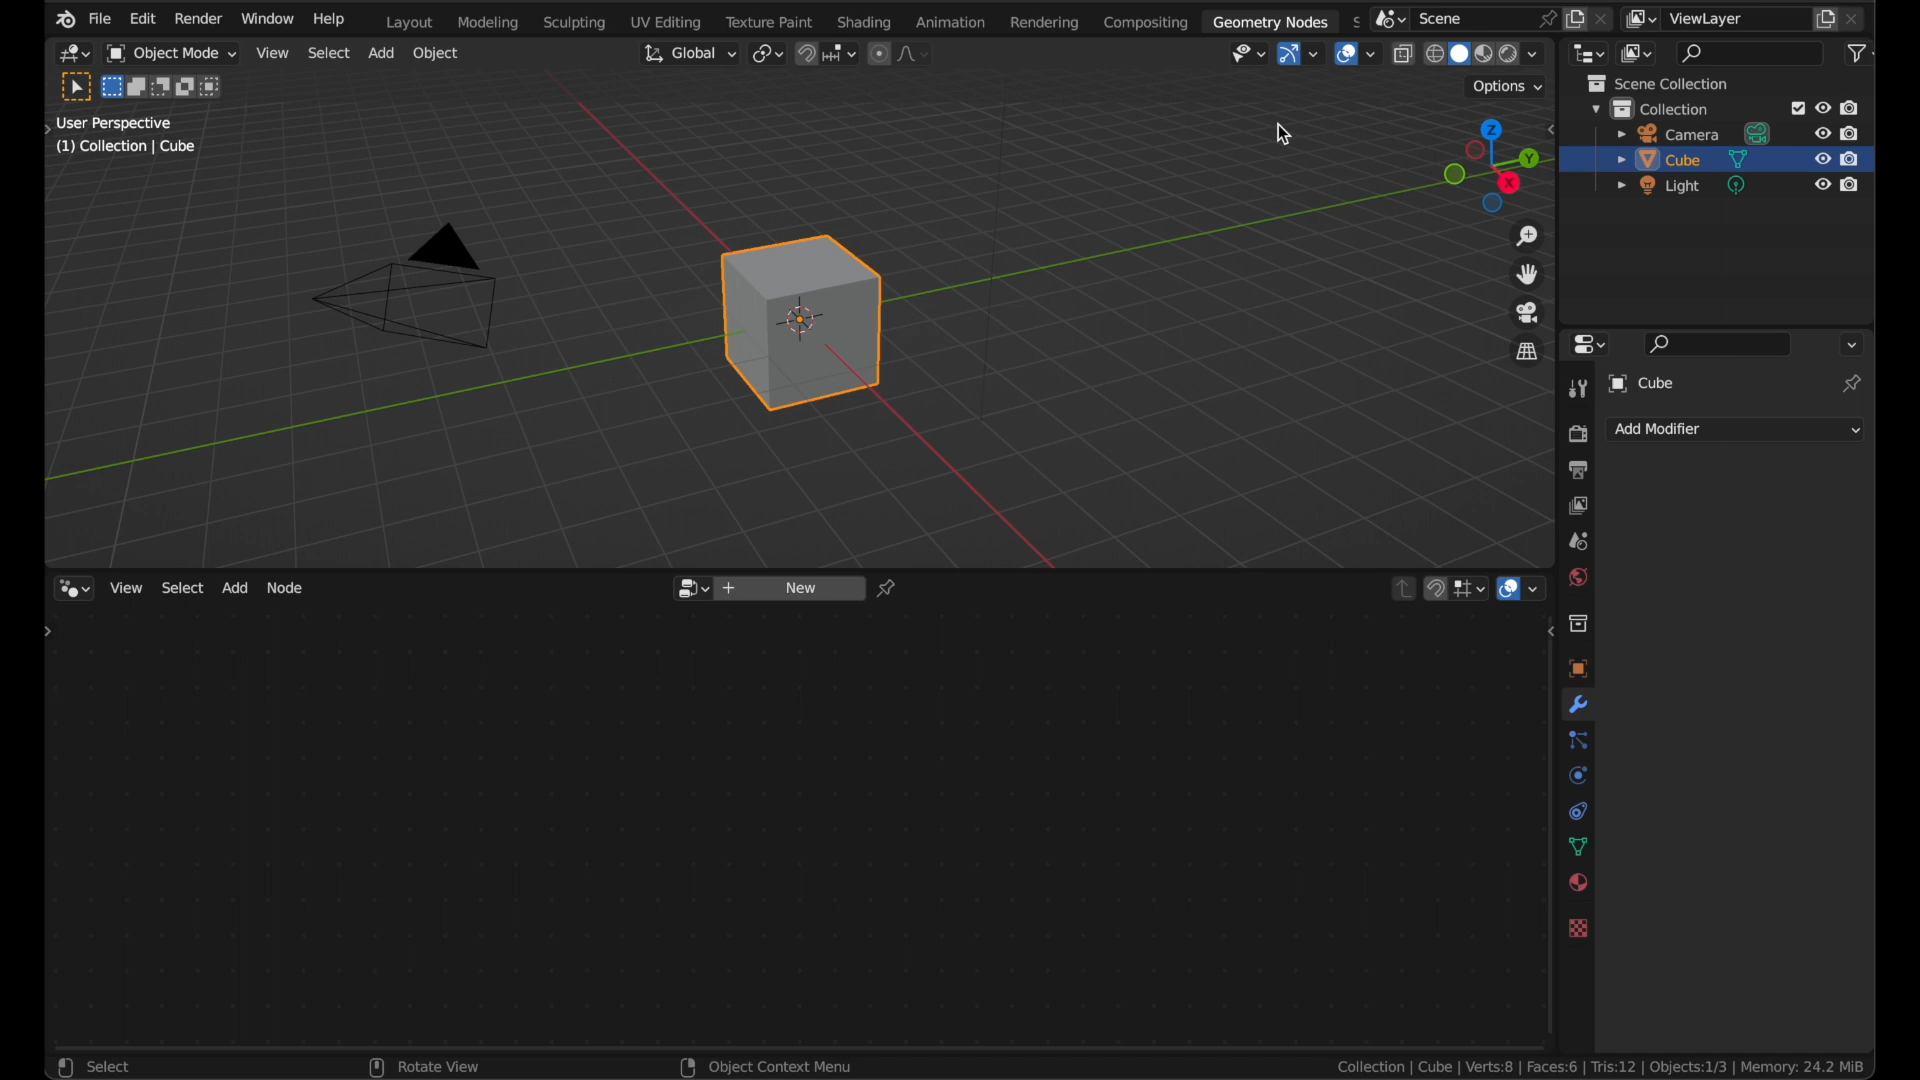 File Edit Render Window Help Layout Modeling Sculpting UV Editing Texture Paint Shading Animation Rendering Compositing Geometry Nodes S Scene ViewLayer
Object Mode View Select Add Object Global
Options
User Perspective
(1) Collection | Cube
Z
Y
X
Scene Collection
Collection
Camera
Cube
Light
Cube
Add Modifier
View Select Add Node New
Select Rotate View Object Context Menu Collection | Cube | Verts:8 | Faces:6 | Tris:12 | Objects:1/3 | Memory: 24.2 MiB